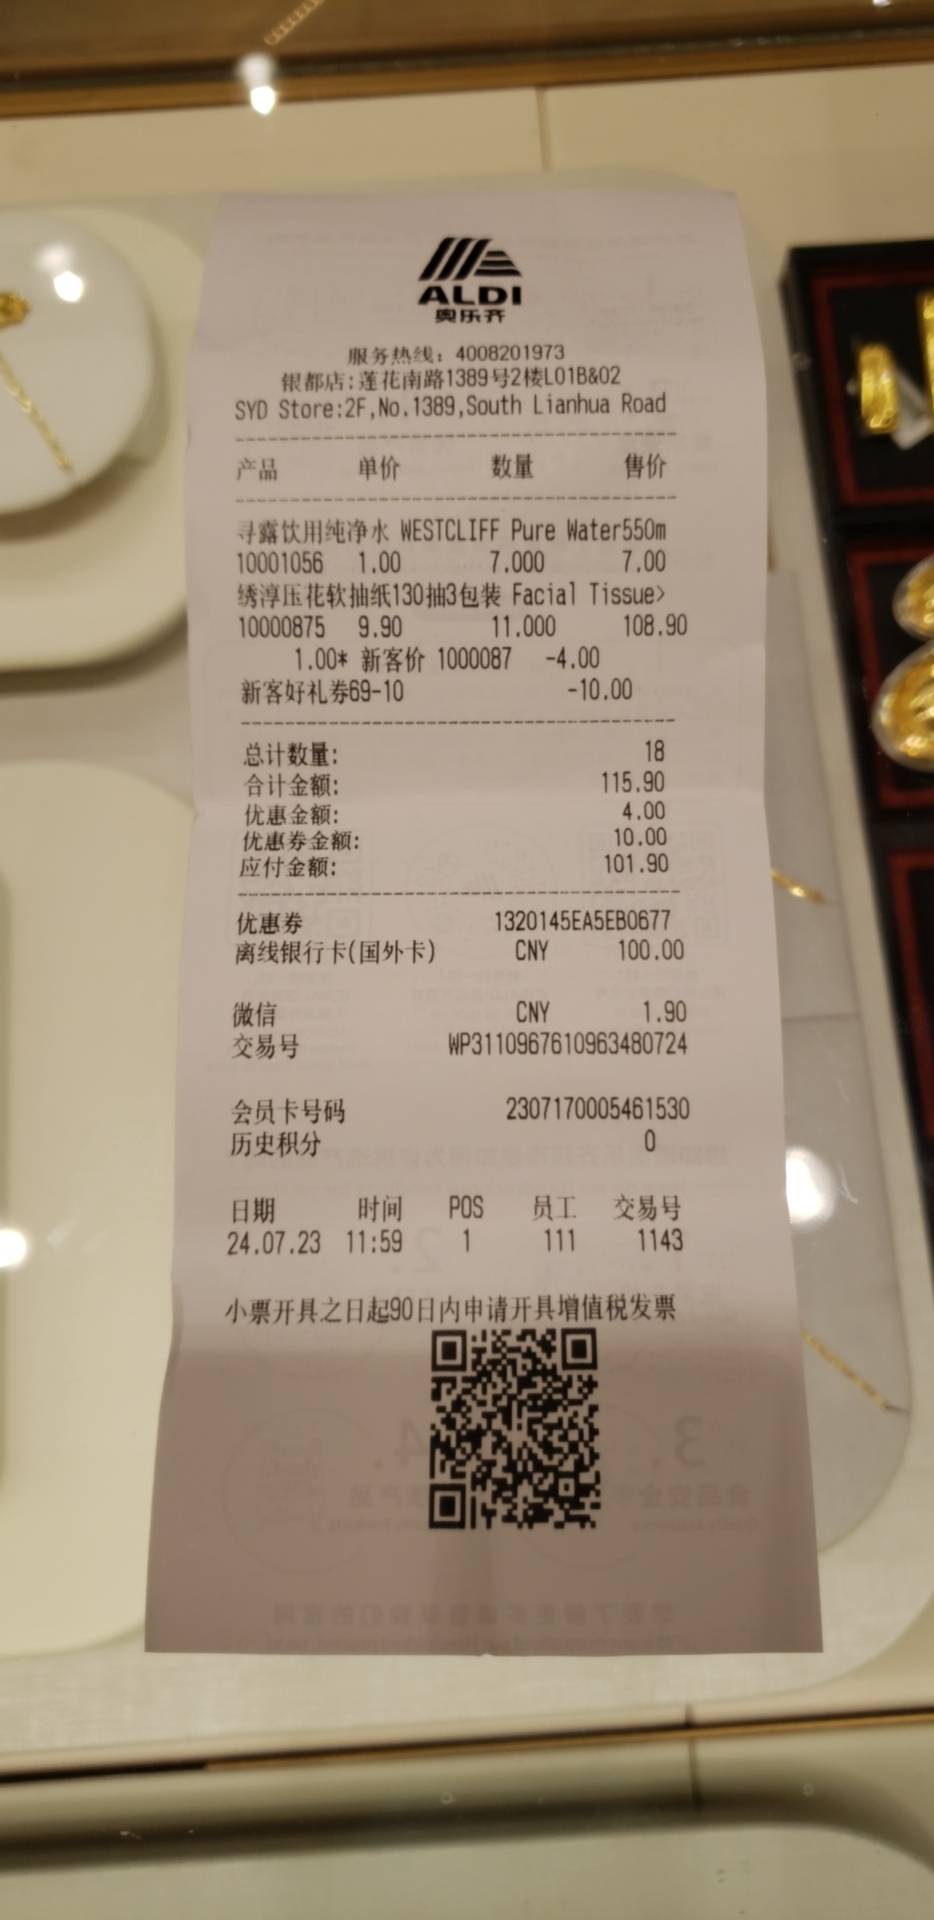 ALDI
奥乐齐
服务热线: 4008201973
银都店:莲花南路1389号2楼L01B&02
SYD Store:2F,No.1389,South Lianhua Road
产品 单价 数量 售价
寻露饮用纯净水 WESTCLIFF Pure Water550m
10001056 1.00 7.000 7.00
绣淳压花软抽纸130抽3包装 Facial Tissue>
10000875 9.90 11.000 108.90
1.00* 新客价 1000087 -4.00
新客好礼券69-10 -10.00
总计数量: 18
合计金额: 115.90
优惠金额: 4.00
优惠券金额: 10.00
应付金额: 101.90
优惠券 1320145EA5EB0677
离线银行卡(国外卡) CNY 100.00
微信 CNY 1.90
交易号 WP3110967610963480724
会员卡号码 2307170005461530
历史积分 0
日期 时间 POS 员工 交易号
24.07.23 11:59 1 111 1143
小票开具之日起90日内申请开具增值税发票